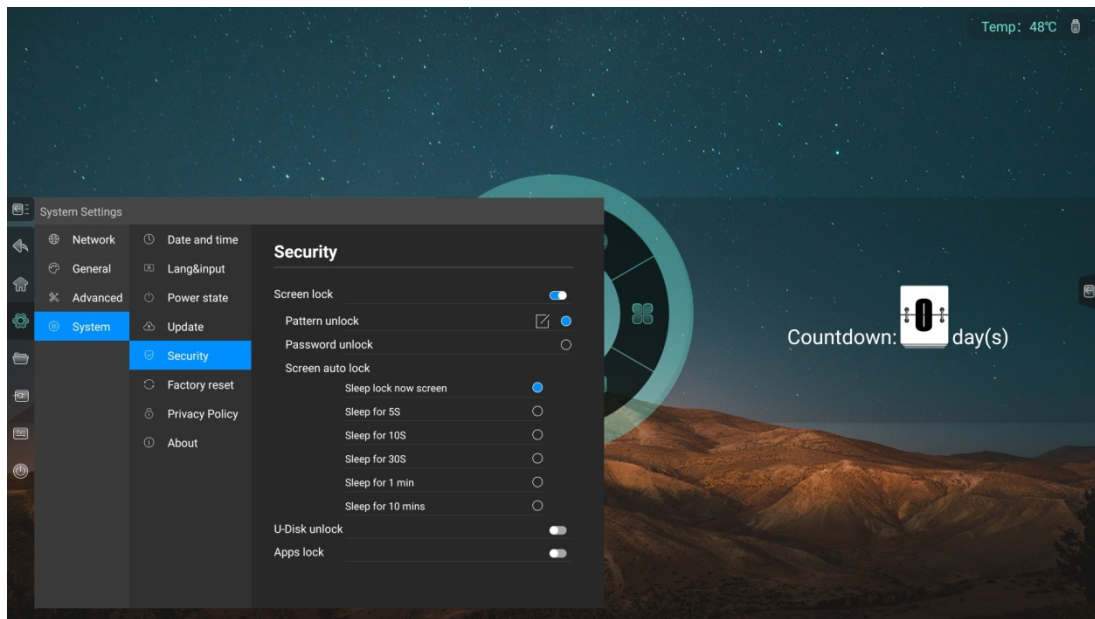 Temp: 48℃
System Settings
Network
General
Advanced
System
Date and time
Lang&input
Power state
Update
Security
Factory reset
Privacy Policy
About
Security
Screen lock
Pattern unlock
Password unlock
Screen auto lock
Sleep lock now screen
Sleep for 5S
Sleep for 10S
Sleep for 30S
Sleep for 1 min
Sleep for 10 mins
U-Disk unlock
Apps lock
Countdown: 0 day(s)